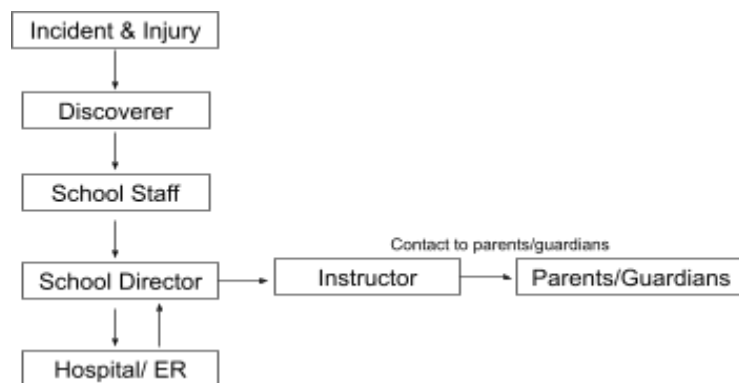 Incident & Injury
Discoverer
School Staff
Contact to parents/guardians
School Director
Instructor
Parents/Guardians
Hospital/ ER